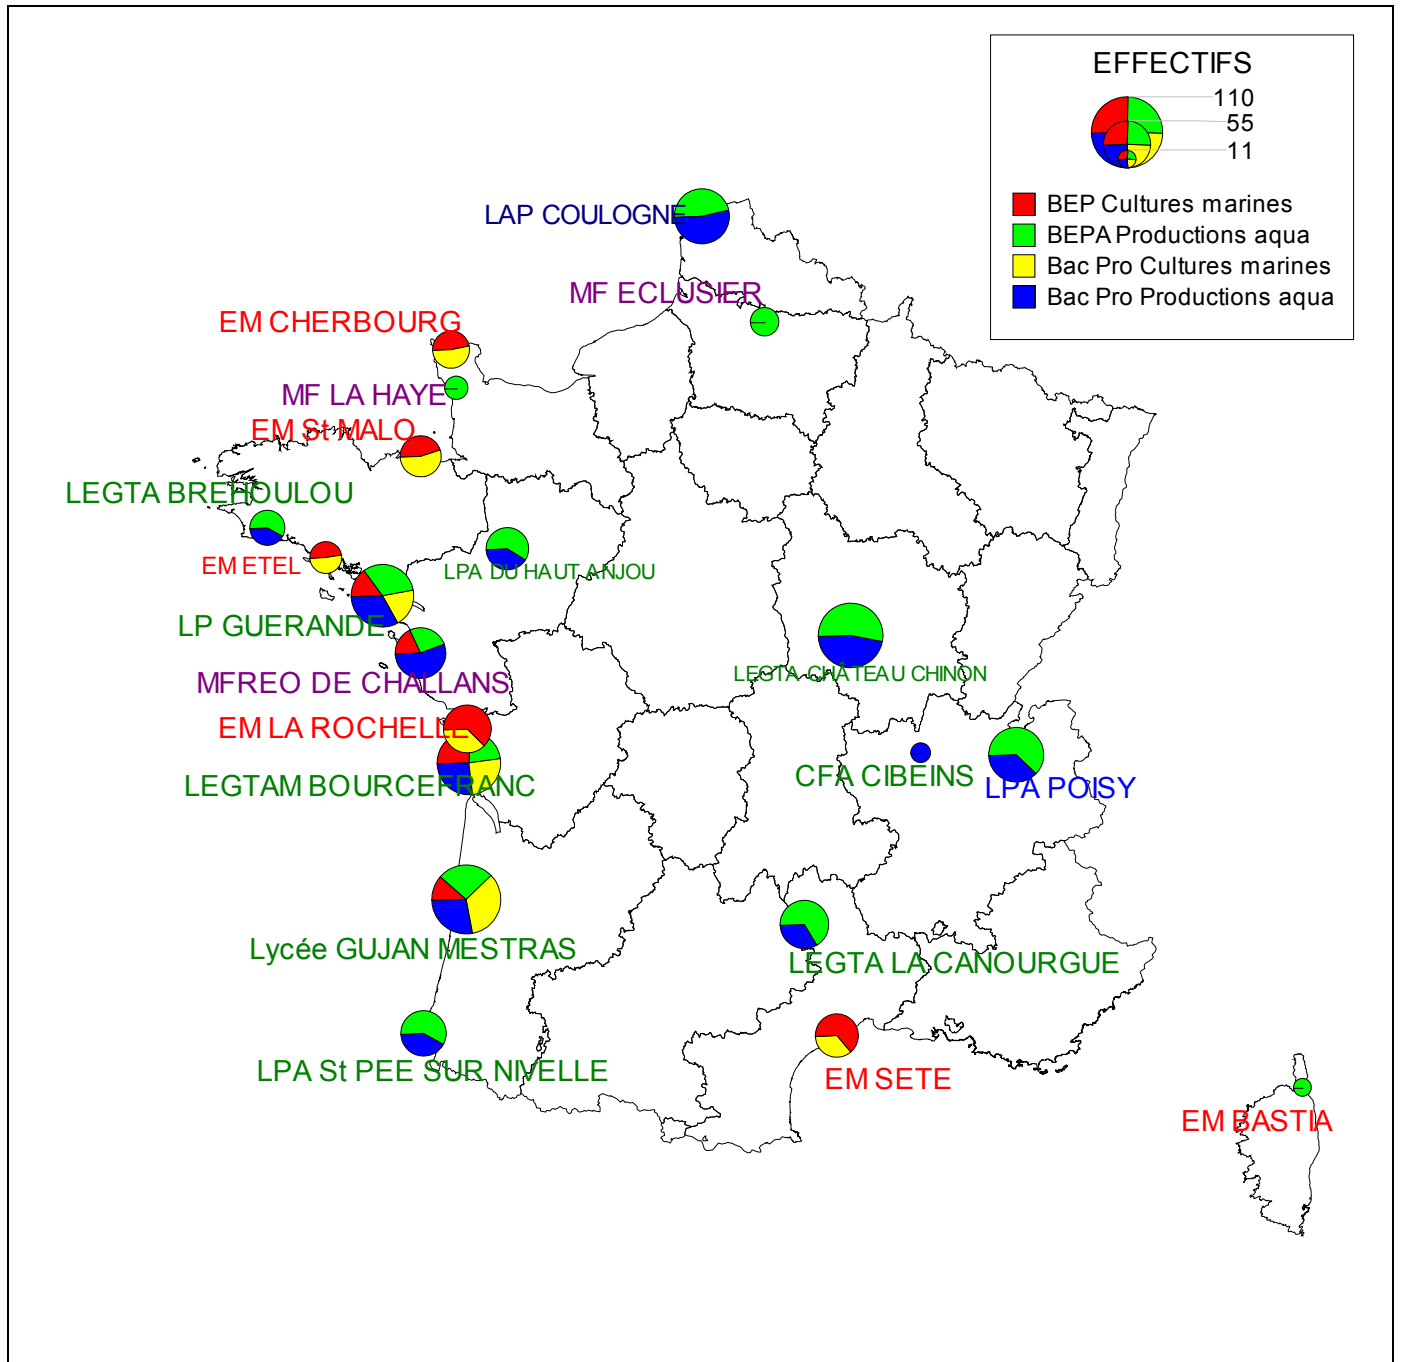 EFFECTIFS
110
55
11
BEP Cultures marines
BEPA Productions aqua
Bac Pro Cultures marines
Bac Pro Productions aqua
LAP COULOGNE
MF ECLUSIER
EM CHERBOURG
MF LA HAYE
EM St MALO
LEGTA BREHOULOU
EM ETEL
LPA DU HAUT ANJOU
LP GUERANDE
LEGTA CHÂTEAU CHINON
MFREO DE CHALLANS
EM LA ROCHELLE
CFA CIBEINS
LPA POISY
LEGTAM BOURCEFRANC
Lycée GUJAN MESTRAS
LEGTA LA CANOURGUE
LPA St PEE SUR NIVELLE
EM SETE
EM BASTIA